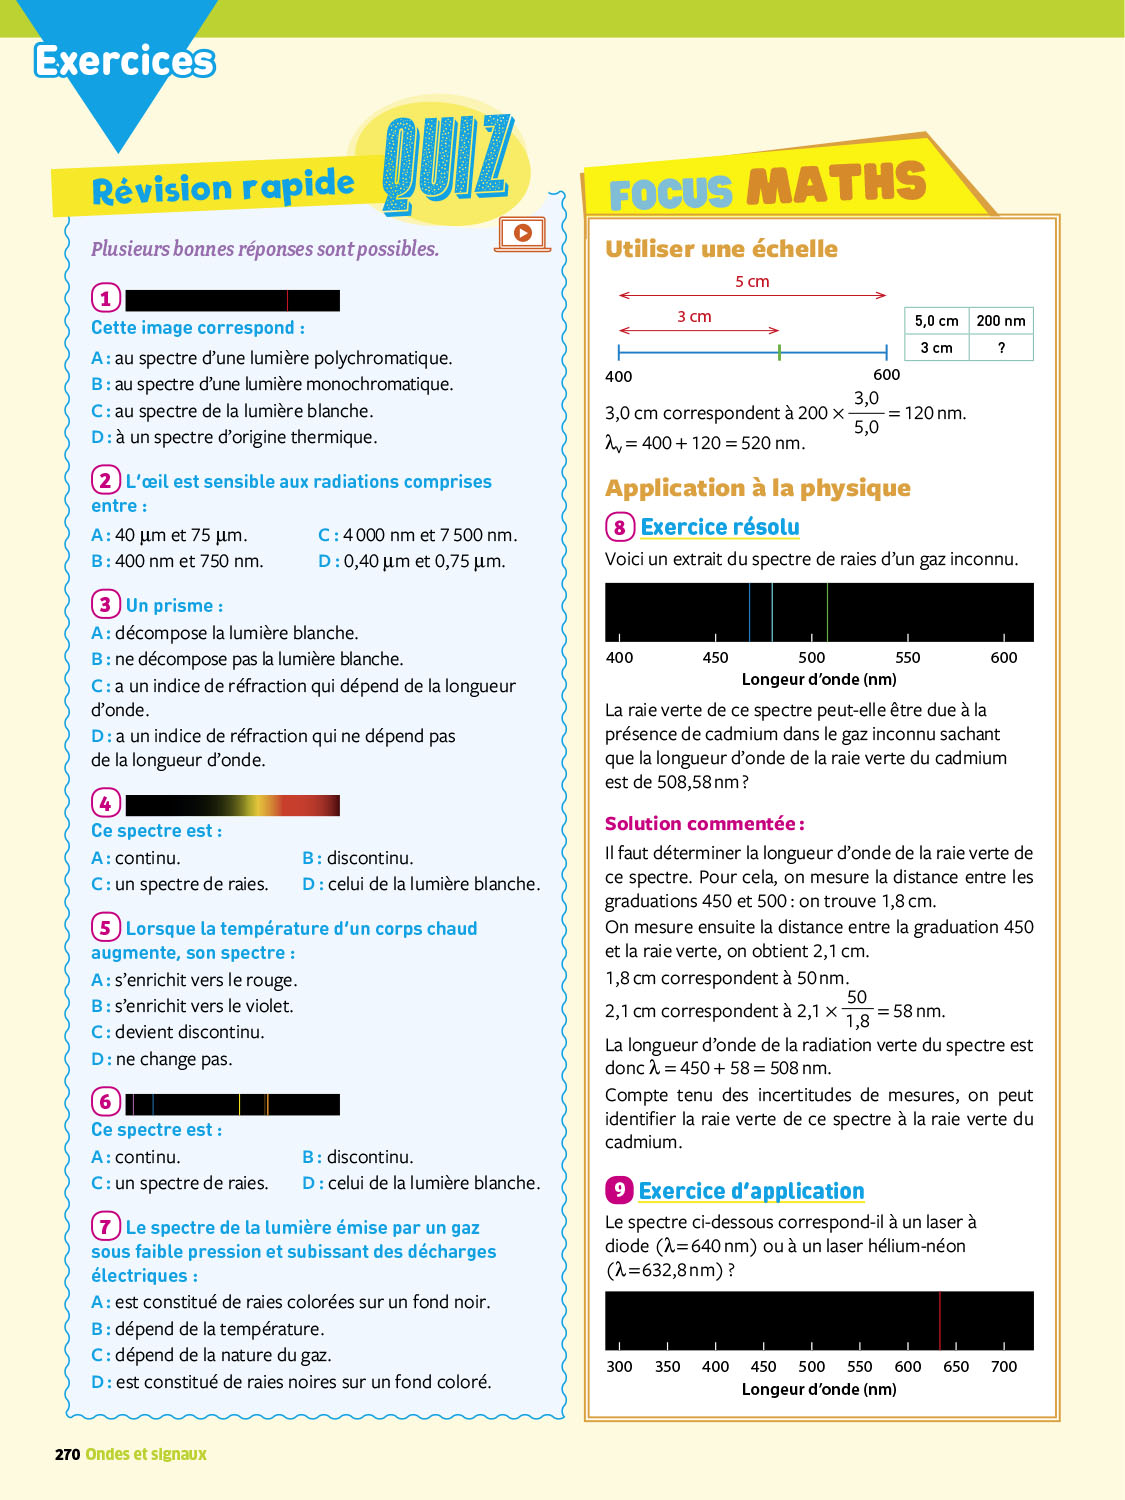 Exercices
Révision rapide QUIZ
Plusieurs bonnes réponses sont possibles.
1
Cette image correspond :
A : au spectre d'une lumière polychromatique.
B : au spectre d'une lumière monochromatique.
C : au spectre de la lumière blanche.
D : à un spectre d'origine thermique.
2 L'œil est sensible aux radiations comprises
entre :
A : 40 µm et 75 µm. C : 4 000 nm et 7 500 nm.
B : 400 nm et 750 nm. D : 0,40 µm et 0,75 µm.
3 Un prisme :
A : décompose la lumière blanche.
B : ne décompose pas la lumière blanche.
C : a un indice de réfraction qui dépend de la longueur
d'onde.
D : a un indice de réfraction qui ne dépend pas
de la longueur d'onde.
4
Ce spectre est :
A : continu. B : discontinu.
C : un spectre de raies. D : celui de la lumière blanche.
5 Lorsque la température d'un corps chaud
augmente, son spectre :
A : s'enrichit vers le rouge.
B : s'enrichit vers le violet.
C : devient discontinu.
D : ne change pas.
6
Ce spectre est :
A : continu. B : discontinu.
C : un spectre de raies. D : celui de la lumière blanche.
7 Le spectre de la lumière émise par un gaz
sous faible pression et subissant des décharges
électriques :
A : est constitué de raies colorées sur un fond noir.
B : dépend de la température.
C : dépend de la nature du gaz.
D : est constitué de raies noires sur un fond coloré.
FOCUS MATHS
Utiliser une échelle
5 cm
3 cm
400 600
5,0 cm 200 nm
3 cm ?
3,0 cm correspondent à 200 × 3,0/5,0 = 120 nm.
λv = 400 + 120 = 520 nm.
Application à la physique
8 Exercice résolu
Voici un extrait du spectre de raies d'un gaz inconnu.
400 450 500 550 600
Longeur d'onde (nm)
La raie verte de ce spectre peut-elle être due à la
présence de cadmium dans le gaz inconnu sachant
que la longueur d'onde de la raie verte du cadmium
est de 508,58 nm ?
Solution commentée :
Il faut déterminer la longueur d'onde de la raie verte de
ce spectre. Pour cela, on mesure la distance entre les
graduations 450 et 500 : on trouve 1,8 cm.
On mesure ensuite la distance entre la graduation 450
et la raie verte, on obtient 2,1 cm.
1,8 cm correspondent à 50 nm.
2,1 cm correspondent à 2,1 × 50/1,8 = 58 nm.
La longueur d'onde de la radiation verte du spectre est
donc λ = 450 + 58 = 508 nm.
Compte tenu des incertitudes de mesures, on peut
identifier la raie verte de ce spectre à la raie verte du
cadmium.
9 Exercice d'application
Le spectre ci-dessous correspond-il à un laser à
diode (λ = 640 nm) ou à un laser hélium-néon
(λ = 632,8 nm) ?
300 350 400 450 500 550 600 650 700
Longeur d'onde (nm)
270 Ondes et signaux